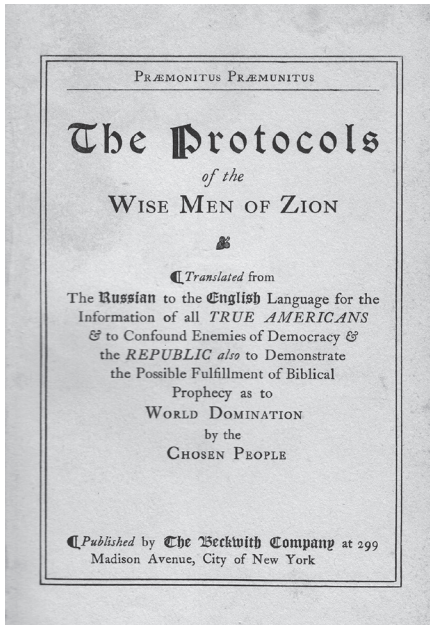 PRÆMONITUS PRÆMUNITUS
The Protocols
of the
WISE MEN OF ZION
¶ Translated from
The Russian to the English Language for the
Information of all TRUE AMERICANS
& to Confound Enemies of Democracy &
the REPUBLIC also to Demonstrate
the Possible Fulfillment of Biblical
Prophecy as to
WORLD DOMINATION
by the
CHOSEN PEOPLE
¶ Published by The Beckwith Company at 299
Madison Avenue, City of New York